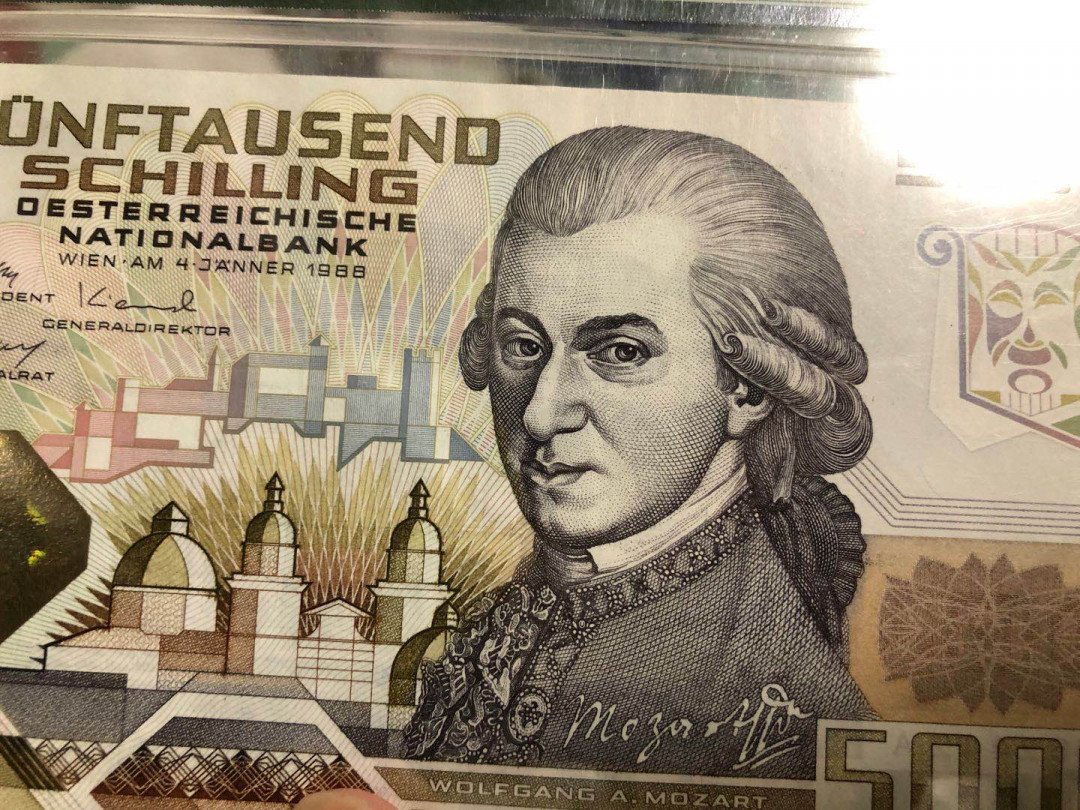 ÜNFTAUSEND
SCHILLING
OESTERREICHISCHE
NATIONALBANK
WIEN·AM 4·JÄNNER 1988
DENT
GENERALDIREKTOR
ALRAT
Mozart
WOLFGANG A. MOZART
500